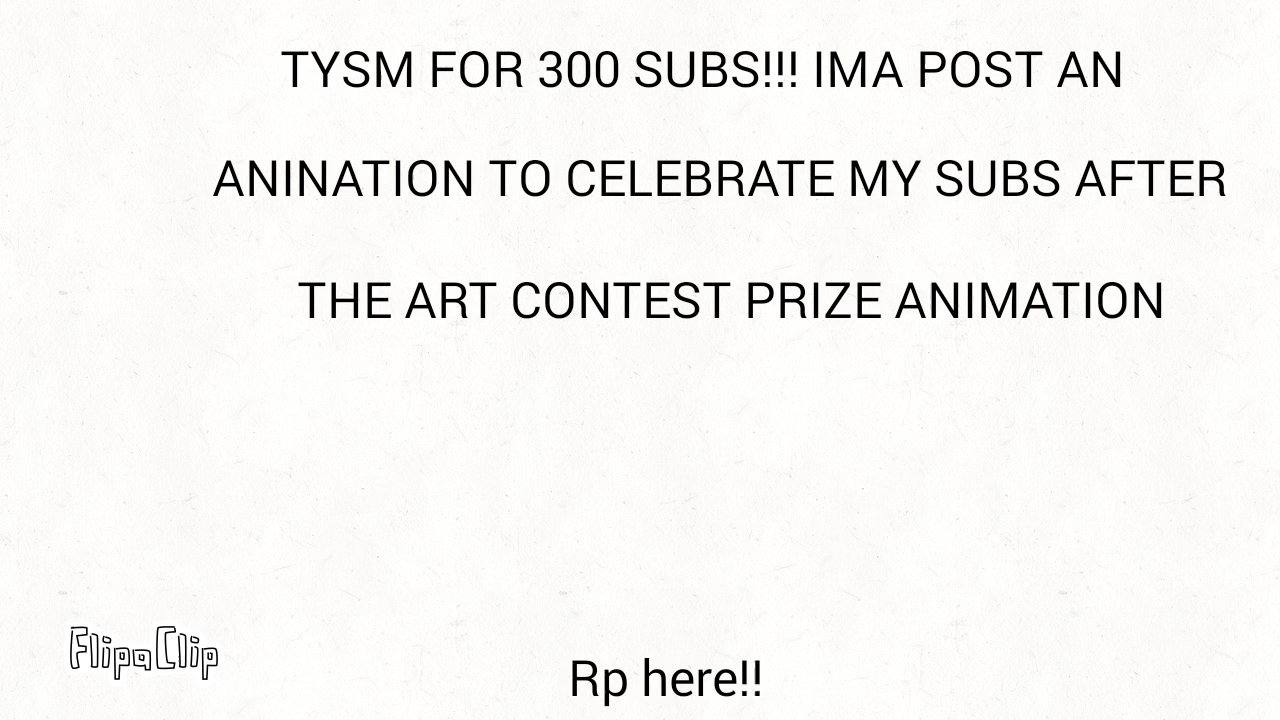 TYSM FOR 300 SUBS!!! IMA POST AN
ANINATION TO CELEBRATE MY SUBS AFTER
THE ART CONTEST PRIZE ANIMATION
FlipaClip
Rp here!!